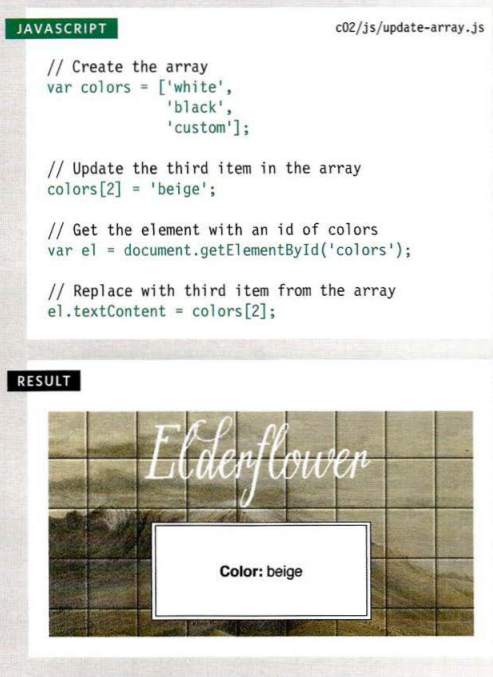 JAVASCRIPT
c02/js/update-array.js
// Create the array
var colors = ['white',
'black',
'custom'];
// Update the third item in the array
colors[2] = 'beige';
// Get the element with an id of colors
var el = document.getElementById('colors');
// Replace with third item from the array
el.textContent = colors[2];
RESULT
Elderflower
Color: beige